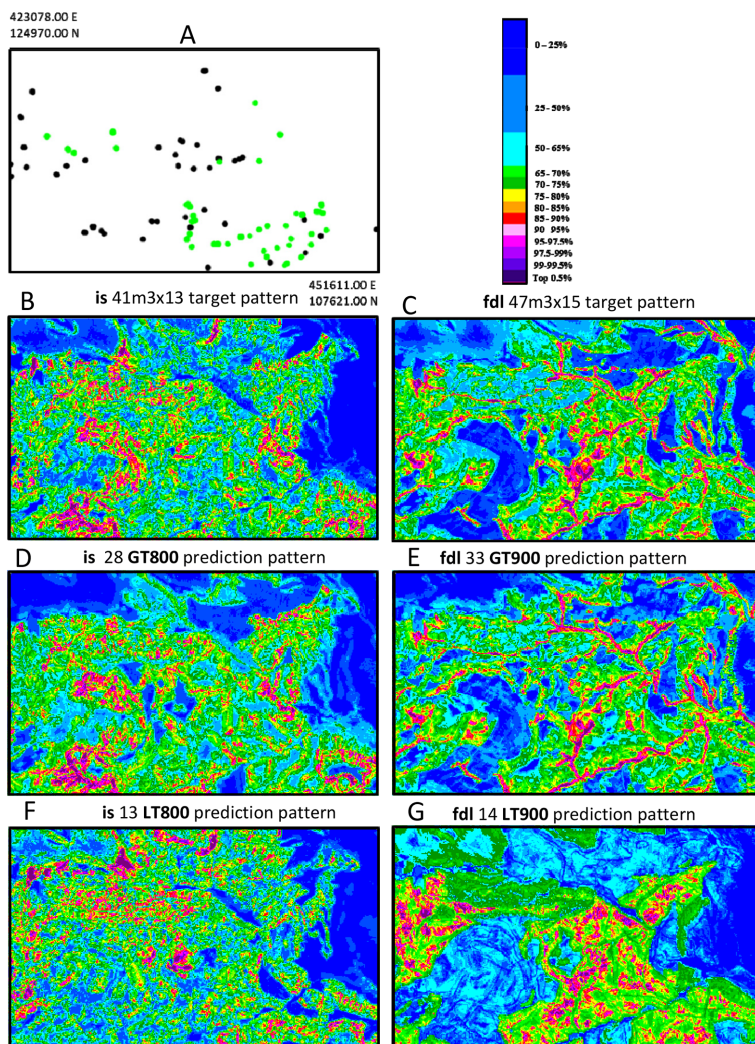 423078.00 E
124970.00 N
A
0 – 25%
25 - 50%
50 - 65%
65 - 70%
70 - 75%
75 - 80%
80 - 85%
85 - 90%
90 95%
95-97.5%
97.5-99%
99-99.5%
Top 0.5%
451611.00 E
107621.00 N
B is 41m3x13 target pattern
C fdl 47m3x15 target pattern
D is 28 GT800 prediction pattern
E fdl 33 GT900 prediction pattern
F is 13 LT800 prediction pattern
G fdl 14 LT900 prediction pattern